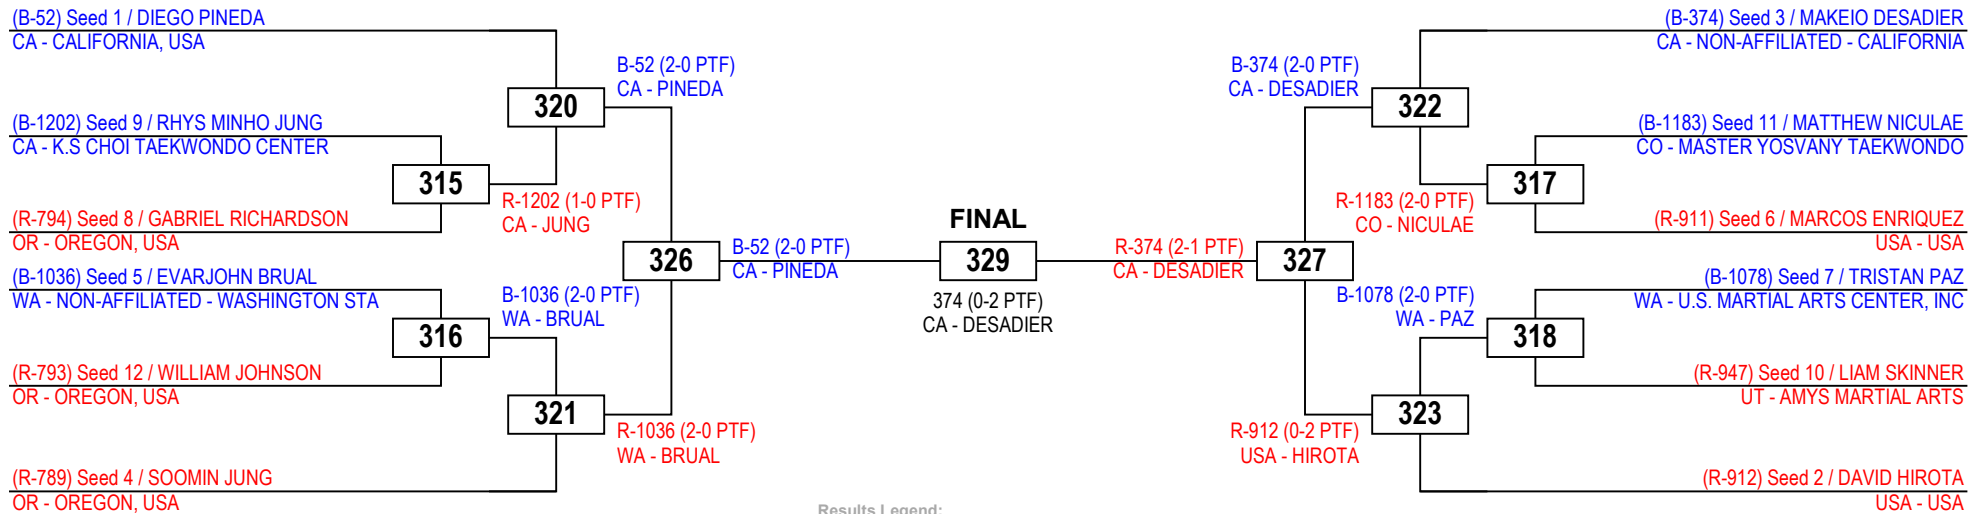 (B-52) Seed 1 / DIEGO PINEDA
CA - CALIFORNIA, USA
B-52 (2-0 PTF)
CA - PINEDA
320
(B-1202) Seed 9 / RHYS MINHO JUNG
CA - K.S CHOI TAEKWONDO CENTER
315
R-1202 (1-0 PTF)
CA - JUNG
(R-794) Seed 8 / GABRIEL RICHARDSON
OR - OREGON, USA
326
B-52 (2-0 PTF)
CA - PINEDA
(B-1036) Seed 5 / EVARJOHN BRUAL
WA - NON-AFFILIATED - WASHINGTON STA
B-1036 (2-0 PTF)
WA - BRUAL
316
(R-793) Seed 12 / WILLIAM JOHNSON
OR - OREGON, USA
321
R-1036 (2-0 PTF)
WA - BRUAL
(R-789) Seed 4 / SOOMIN JUNG
OR - OREGON, USA
FINAL
329
374 (0-2 PTF)
CA - DESADIER
(B-374) Seed 3 / MAKEIO DESADIER
CA - NON-AFFILIATED - CALIFORNIA
B-374 (2-0 PTF)
CA - DESADIER
322
(B-1183) Seed 11 / MATTHEW NICULAE
CO - MASTER YOSVANY TAEKWONDO
317
R-1183 (2-0 PTF)
CO - NICULAE
(R-911) Seed 6 / MARCOS ENRIQUEZ
USA - USA
R-374 (2-1 PTF)
CA - DESADIER
327
(B-1078) Seed 7 / TRISTAN PAZ
WA - U.S. MARTIAL ARTS CENTER, INC
B-1078 (2-0 PTF)
WA - PAZ
318
(R-947) Seed 10 / LIAM SKINNER
UT - AMYS MARTIAL ARTS
323
R-912 (0-2 PTF)
USA - HIROTA
(R-912) Seed 2 / DAVID HIROTA
USA - USA
Results Legend: